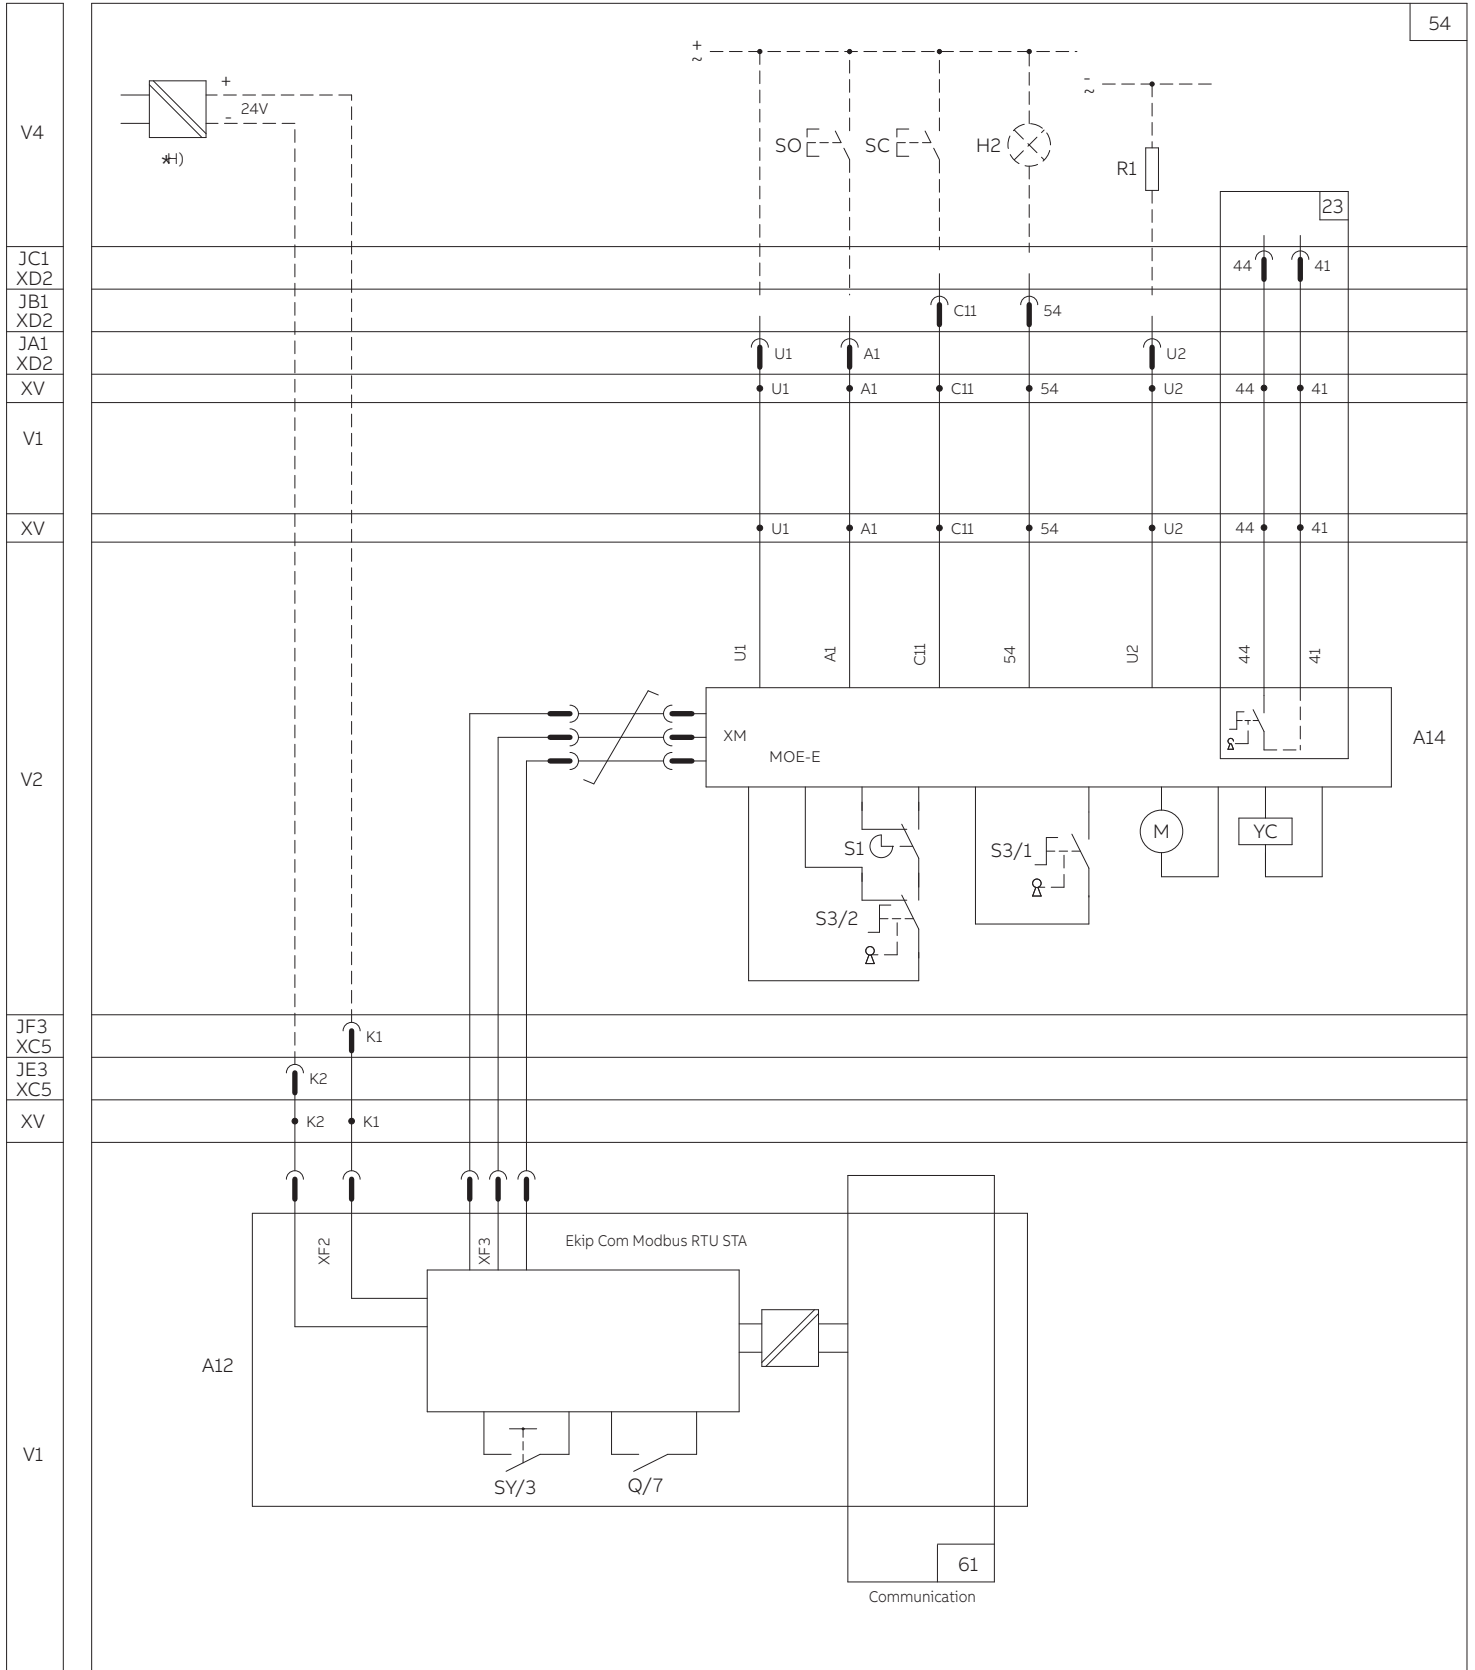 54
+
~
+
24V
-
-
~
V4
*H)
SO
SC
H2
R1
23
JC1
XD2
44
41
JB1
XD2
C11
54
JA1
XD2
U1
A1
U2
XV
U1
A1
C11
54
U2
44
41
V1
XV
U1
A1
C11
54
U2
44
41
U1
A1
C11
54
U2
44
41
XM
MOE-E
A14
V2
S1
S3/1
M
YC
S3/2
JF3
XC5
K1
JE3
XC5
K2
XV
K2
K1
XF2
XF3
Ekip Com Modbus RTU STA
A12
V1
SY/3
Q/7
61
Communication